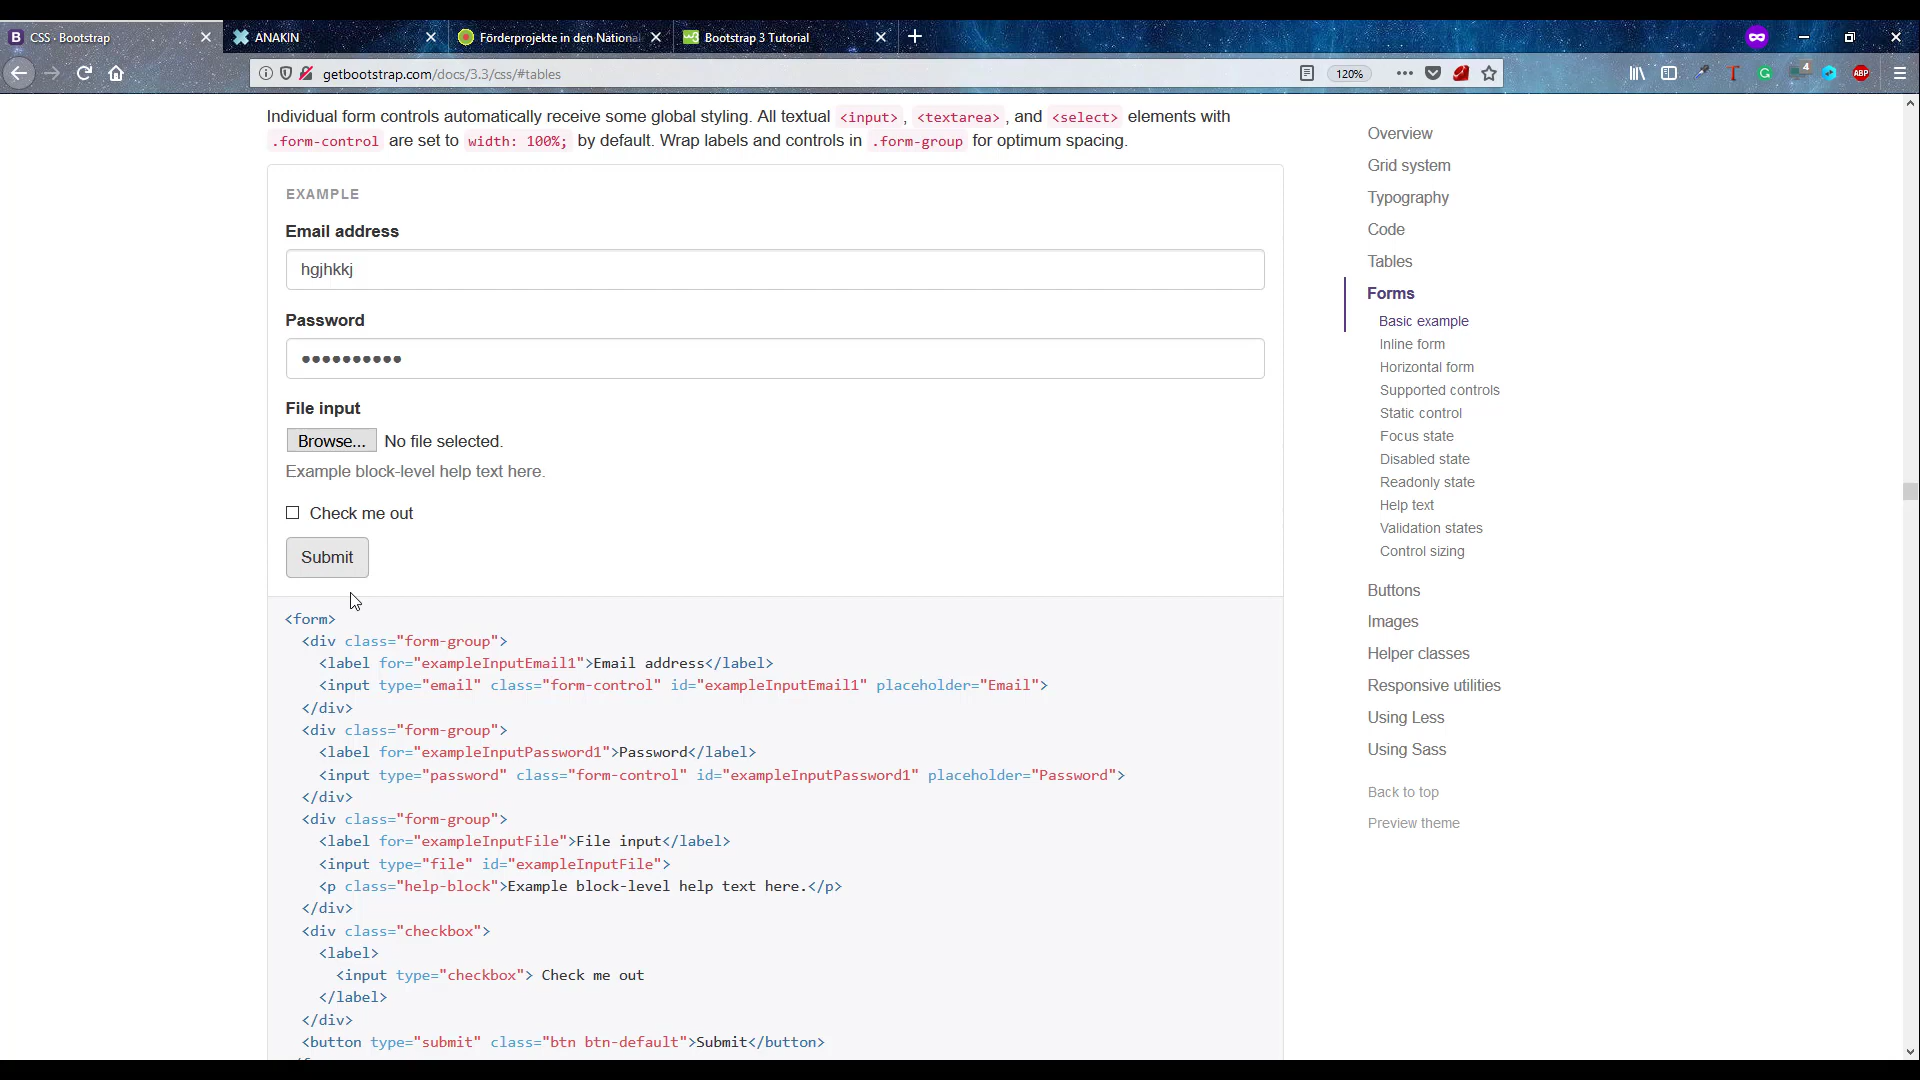 CSS · Bootstrap
ANAKIN
Förderprojekte in den Nationa
Bootstrap 3 Tutorial
getbootstrap.com/docs/3.3/css/#tables
120%
4
ABP
Individual form controls automatically receive some global styling. All textual <input>, <textarea>, and <select> elements with
.form-control are set to width: 100%; by default. Wrap labels and controls in .form-group for optimum spacing.
EXAMPLE
Email address
hgjhkkj
Password
●●●●●●●●●●
File input
Browse... No file selected.
Example block-level help text here.
Check me out
Submit
<form>
<div class="form-group">
<label for="exampleInputEmail1">Email address</label>
<input type="email" class="form-control" id="exampleInputEmail1" placeholder="Email">
</div>
<div class="form-group">
<label for="exampleInputPassword1">Password</label>
<input type="password" class="form-control" id="exampleInputPassword1" placeholder="Password">
</div>
<div class="form-group">
<label for="exampleInputFile">File input</label>
<input type="file" id="exampleInputFile">
<p class="help-block">Example block-level help text here.</p>
</div>
<div class="checkbox">
<label>
<input type="checkbox"> Check me out
</label>
</div>
<button type="submit" class="btn btn-default">Submit</button>
Overview
Grid system
Typography
Code
Tables
Forms
Basic example
Inline form
Horizontal form
Supported controls
Static control
Focus state
Disabled state
Readonly state
Help text
Validation states
Control sizing
Buttons
Images
Helper classes
Responsive utilities
Using Less
Using Sass
Back to top
Preview theme